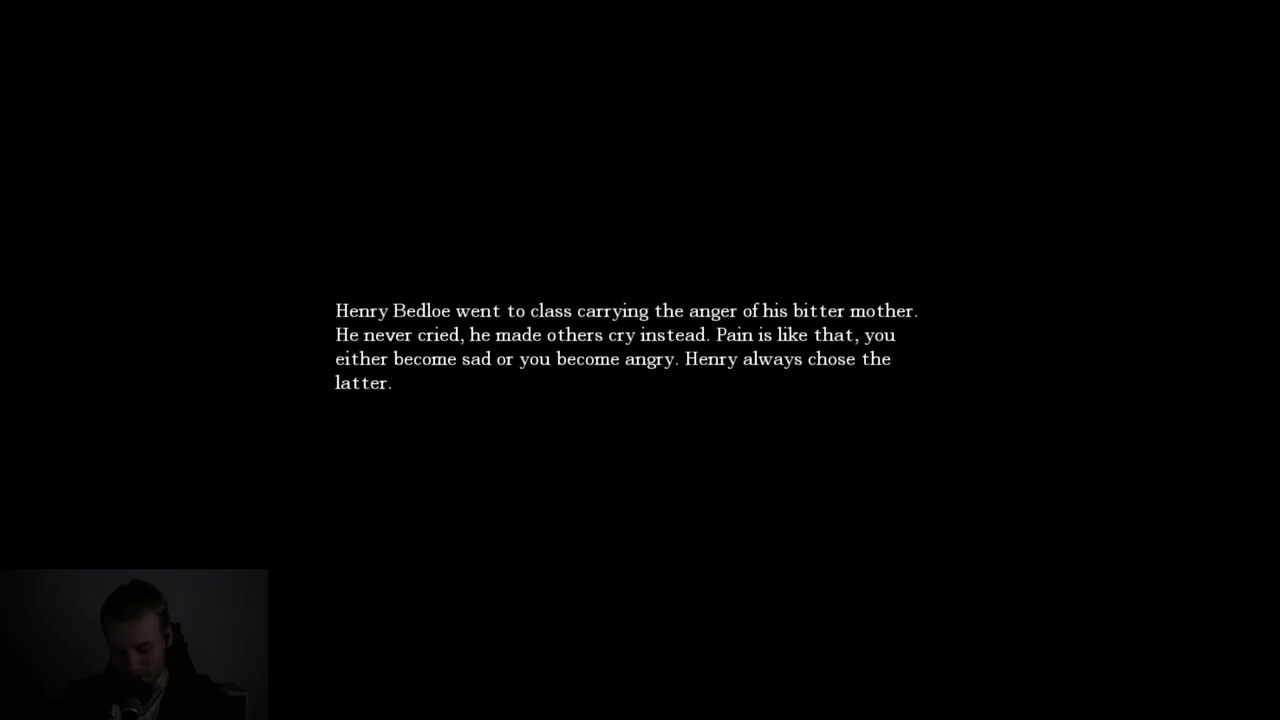 Henry Bedloe went to class carrying the anger of his bitter mother.
He never cried, he made others cry instead. Pain is like that, you
either become sad or you become angry. Henry always chose the
latter.